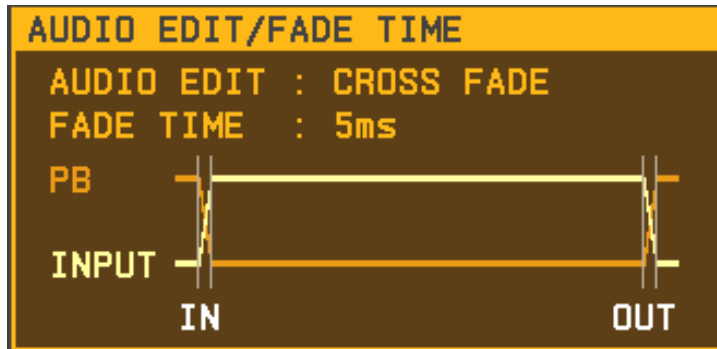 AUDIO EDIT/FADE TIME
AUDIO EDIT : CROSS FADE
FADE TIME : 5ms
PB
INPUT
IN OUT